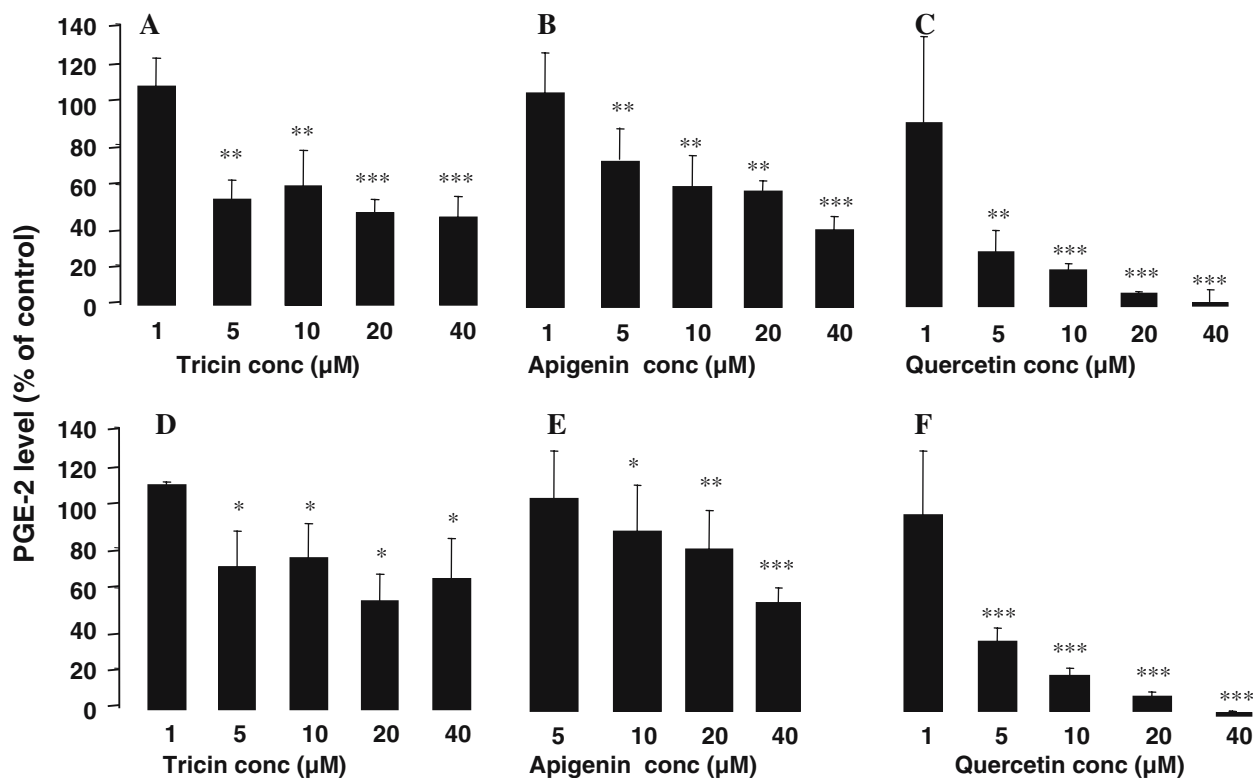 PGE-2 level (% of control)
140
120
100
80
60
40
20
0
A
** ** *** ***
1 5 10 20 40
Tricin conc (µM)
B
** ** ** ***
1 5 10 20 40
Apigenin conc (µM)
C
** *** *** ***
1 5 10 20 40
Quercetin conc (µM)
140
120
100
80
60
40
20
0
D
* * * *
1 5 10 20 40
Tricin conc (µM)
E
* ** ***
5 10 20 40
Apigenin conc (µM)
F
*** *** *** ***
1 5 10 20 40
Quercetin conc (µM)